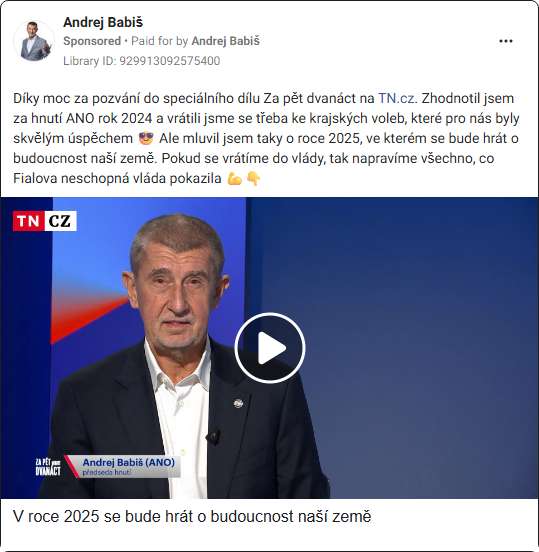 Andrej Babiš
Sponsored • Paid for by Andrej Babiš
Library ID: 929913092575400
Díky moc za pozvání do speciálního dílu Za pět dvanáct na TN.cz. Zhodnotil jsem
za hnutí ANO rok 2024 a vrátili jsme se třeba ke krajských voleb, které pro nás byly
skvělým úspěchem 😎 Ale mluvil jsem taky o roce 2025, ve kterém se bude hrát o
budoucnost naší země. Pokud se vrátíme do vlády, tak napravíme všechno, co
Fialova neschopná vláda pokazila 💪👇
TN CZ
ZA PĚT minut DVANÁCT
Andrej Babiš (ANO)
předseda hnutí
V roce 2025 se bude hrát o budoucnost naší země